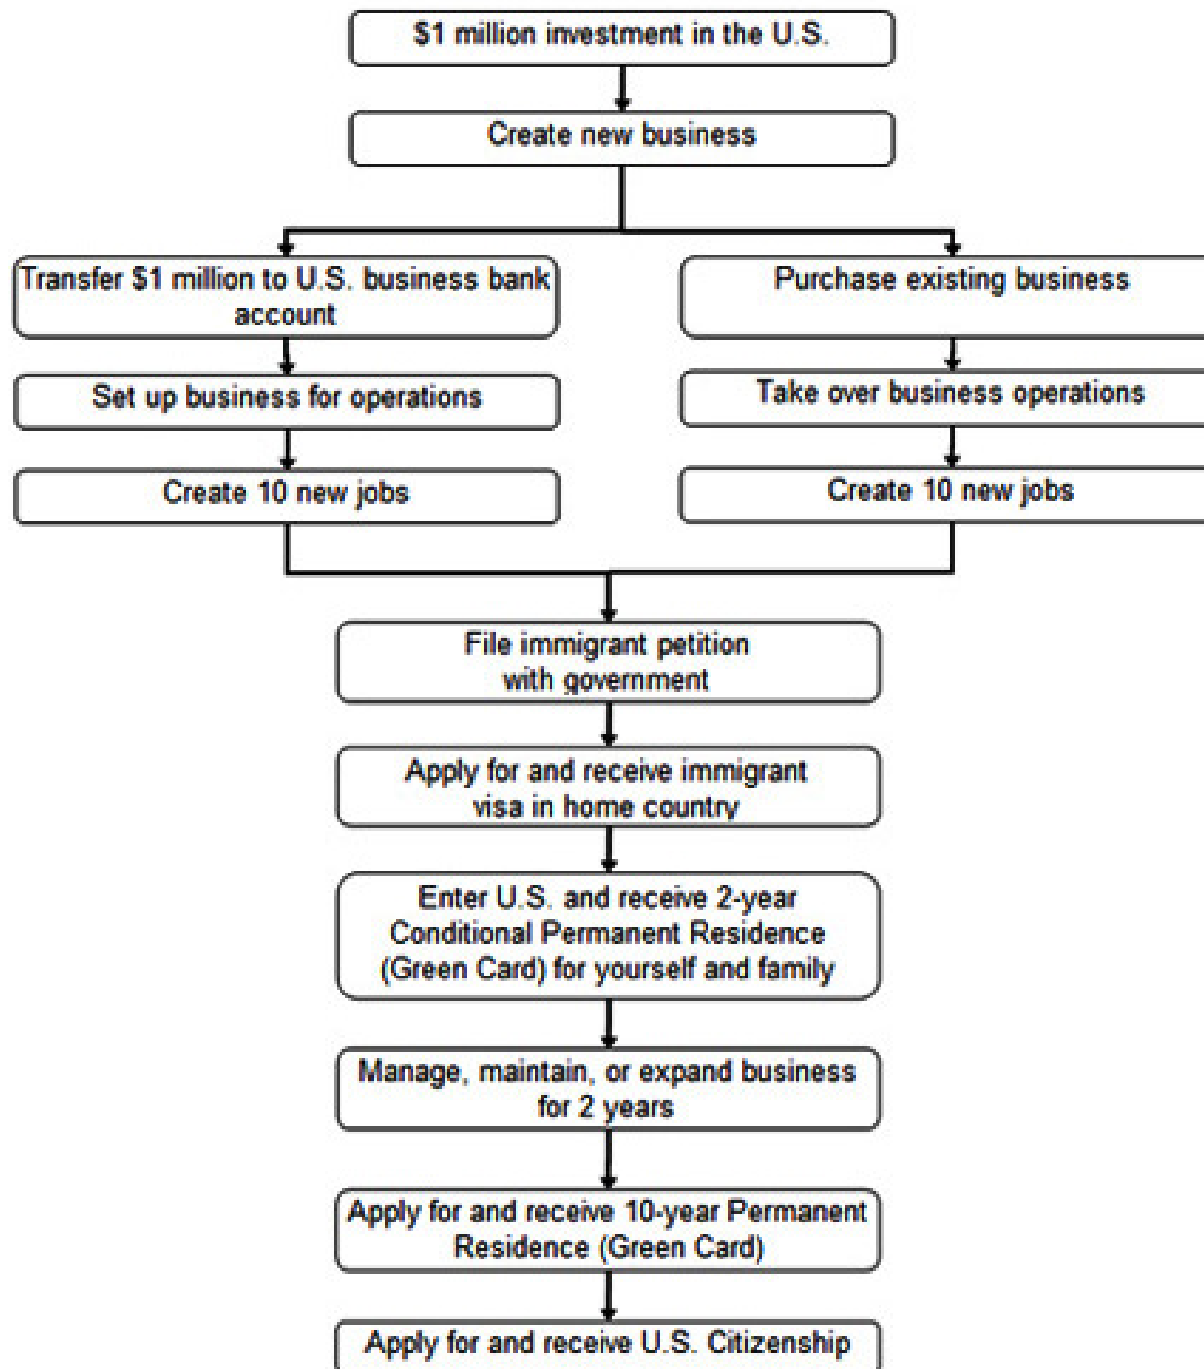 $1 million investment in the U.S.
Create new business
Transfer $1 million to U.S. business bank
account
Set up business for operations
Create 10 new jobs
Purchase existing business
Take over business operations
Create 10 new jobs
File immigrant petition
with government
Apply for and receive immigrant
visa in home country
Enter U.S. and receive 2-year
Conditional Permanent Residence
(Green Card) for yourself and family
Manage, maintain, or expand business
for 2 years
Apply for and receive 10-year Permanent
Residence (Green Card)
Apply for and receive U.S. Citizenship